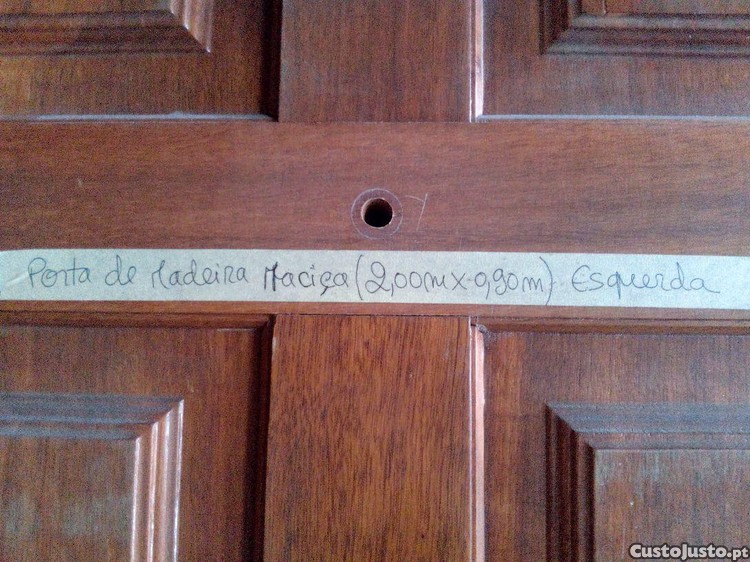 Porta de Madeira Maciça (2,00m x 0,90m) Esquerda
CustoJusto.pt